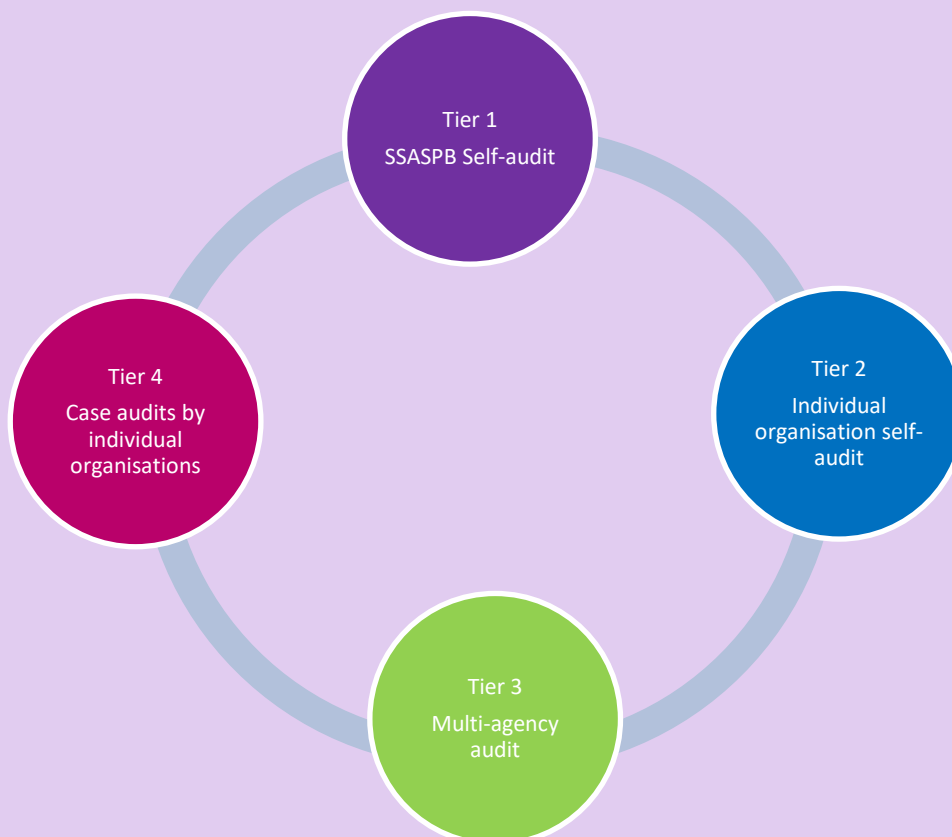 Tier 1
SSASPB Self-audit
Tier 2
Individual
organisation self-
audit
Tier 3
Multi-agency
audit
Tier 4
Case audits by
individual
organisations